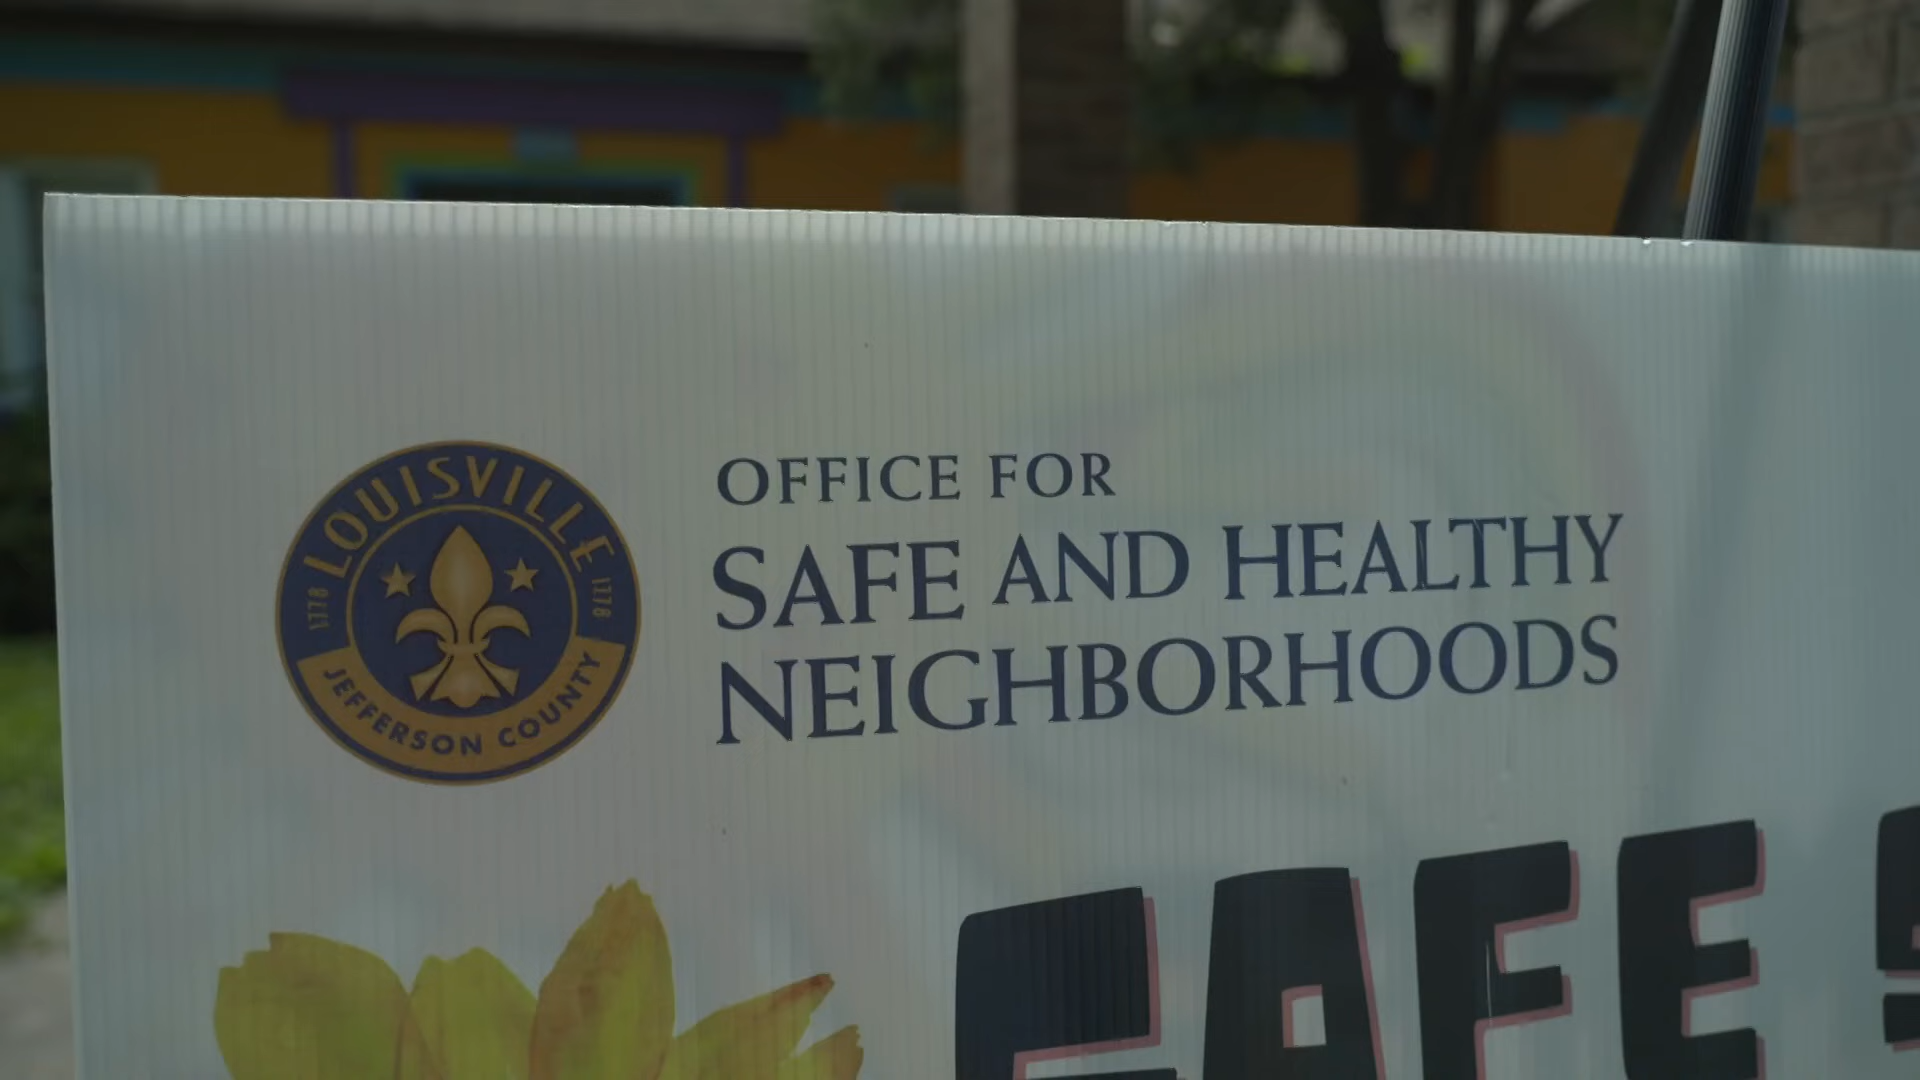 LOUISVILLE
1778 1778
JEFFERSON COUNTY
OFFICE FOR
SAFE AND HEALTHY
NEIGHBORHOODS
SAFE S